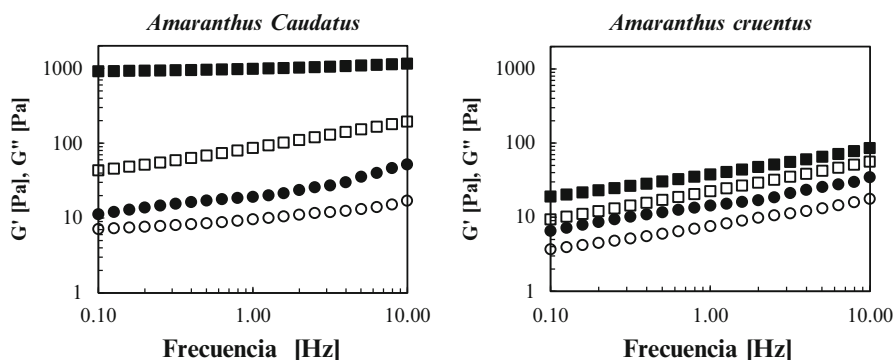 Amaranthus Caudatus
G' [Pa], G" [Pa]
1000
100
10
1
0.10
1.00
10.00
Frecuencia [Hz]
Amaranthus cruentus
G' [Pa], G" [Pa]
1000
100
10
1
0.10
1.00
10.00
Frecuencia [Hz]